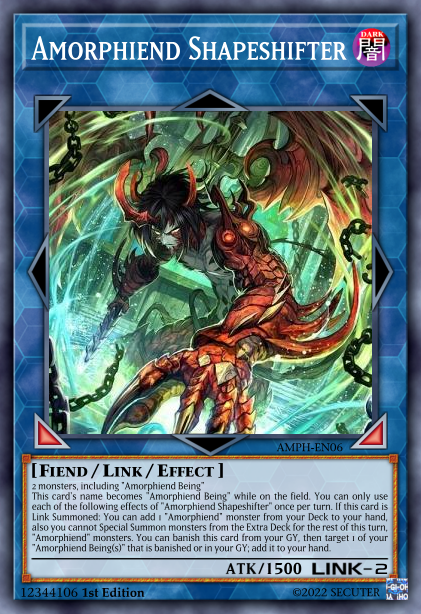 AMORPHIEND SHAPESHIFTER
DARK
闇
AMPH-EN06
[FIEND / LINK / EFFECT]
2 monsters, including "Amorphiend Being"
This card's name becomes "Amorphiend Being" while on the field. You can only use
each of the following effects of "Amorphiend Shapeshifter" once per turn. If this card is
Link Summoned: You can add 1 "Amorphiend" monster from your Deck to your hand,
also you cannot Special Summon monsters from the Extra Deck for the rest of this turn,
"Amorphiend" monsters. You can banish this card from your GY, then target 1 of your
"Amorphiend Being(s)" that is banished or in your GY; add it to your hand.
ATK/1500 LINK-2
12344106 1st Edition ©2022 SECUTER